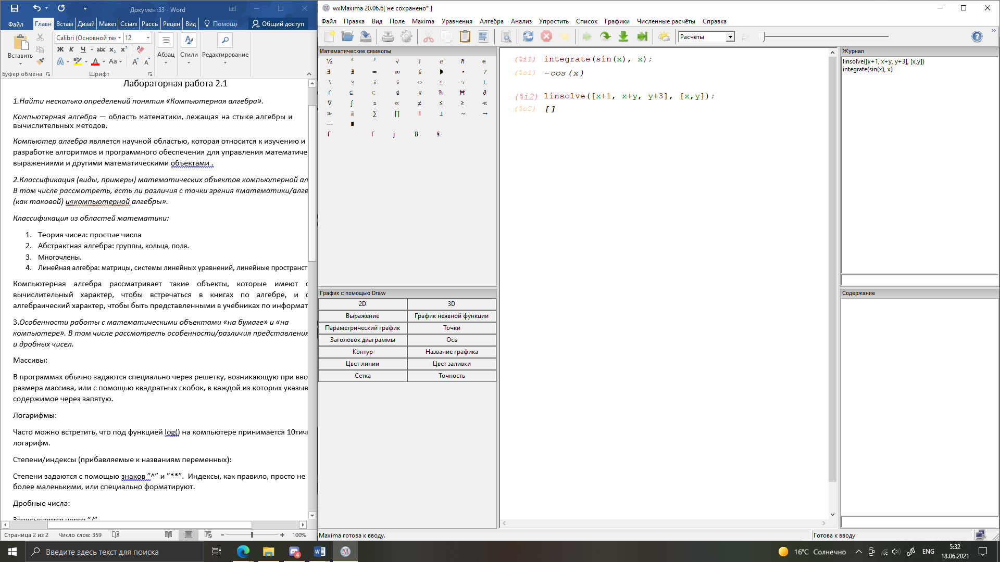 Документ33 - Word
Файл
Главн
Встав
Дизай
Макет
Ссыл
Расс
Рецен
Вид
Помощ
Общий доступ
Вставить
Calibri (Основной тек
12
Ж К Ч abc x₂ x²
Aa
Абзац
Стили
Редактирование
Буфер обмена
Шрифт
Лабораторная работа 2.1
1.Найти несколько определений понятия «Компьютерная алгебра».
Компьютерная алгебра — область математики, лежащая на стыке алгебры и
вычислительных методов.
Компьютер алгебра является научной областью, которая относится к изучению и
разработке алгоритмов и программного обеспечения для управления математиче
выражениями и другими математическими объектами .
2.Классификация (виды, примеры) математических объектов компьютерной ал
В том числе рассмотреть, есть ли различия с точки зрения «математики/алге
(как таковой) и«компьютерной алгебры».
Классификация из областей математики:
1. Теория чисел: простые числа
2. Абстрактная алгебра: группы, кольца, поля.
3. Многочлены.
4. Линейная алгебра: матрицы, системы линейных уравнений, линейные пространст
Компьютерная алгебра рассматривает такие объекты, которые имеют с
вычислительный характер, чтобы встречаться в книгах по алгебре, и с
алгебраический характер, чтобы быть представленными в учебниках по информат
3.Особенности работы с математическими объектами «на бумаге» и «на
компьютере». В том числе рассмотреть особенности/различия представления
и дробных чисел.
Массивы:
В программах обычно задаются специально через решетку, возникающую при вво
размера массива, или с помощью квадратных скобок, в каждой из которых указыв
содержимое через запятую.
Логарифмы:
Часто можно встретить, что под функцией log() на компьютере принимается 10тич
логарифм.
Степени/индексы (прибавляемые к названиям переменных):
Степени задаются с помощью знаков ”^” и ”**”. Индексы, как правило, просто не
более маленькими, или специально форматируют.
Дробные числа:
Записываются через ”/”
Страница 2 из 2
Число слов: 359
100%
wxMaxima 20.06.6[ не сохранено* ]
Файл Правка Вид Поле Maxima Уравнения Алгебра Анализ Упростить Список Графики Численные расчёты Справка
Расчёты
Математические символы
½ ² ³ √ ⅈ ⅇ ℏ ∈
∃ ∄ ⇒ ∞
⇔ ± ¬
ħ Ħ ∂
∇ ∫ ≅ ∝ ≠ ≤ ≥ ≪
≫ ≣ ∑ ∏ ∥ ⟂ ~ →
Г Г j В §
График с помощью Draw
2D
3D
Выражение
График неявной функции
Параметрический график
Точки
Заголовок диаграммы
Ось
Контур
Название графика
Цвет линии
Цвет заливки
Сетка
Точность
(%i1) integrate(sin(x), x);
(%o1) −cos(x)
(%i2) linsolve([x+1, x+y, y+3], [x,y]);
(%o2) []
Журнал
linsolve([x+1, x+y, y+3], [x,y])
integrate(sin(x), x)
Содержание
Maxima готова к вводу.
Готова к вводу
Введите здесь текст для поиска
4
16°C Солнечно
ENG
5:32
18.06.2021